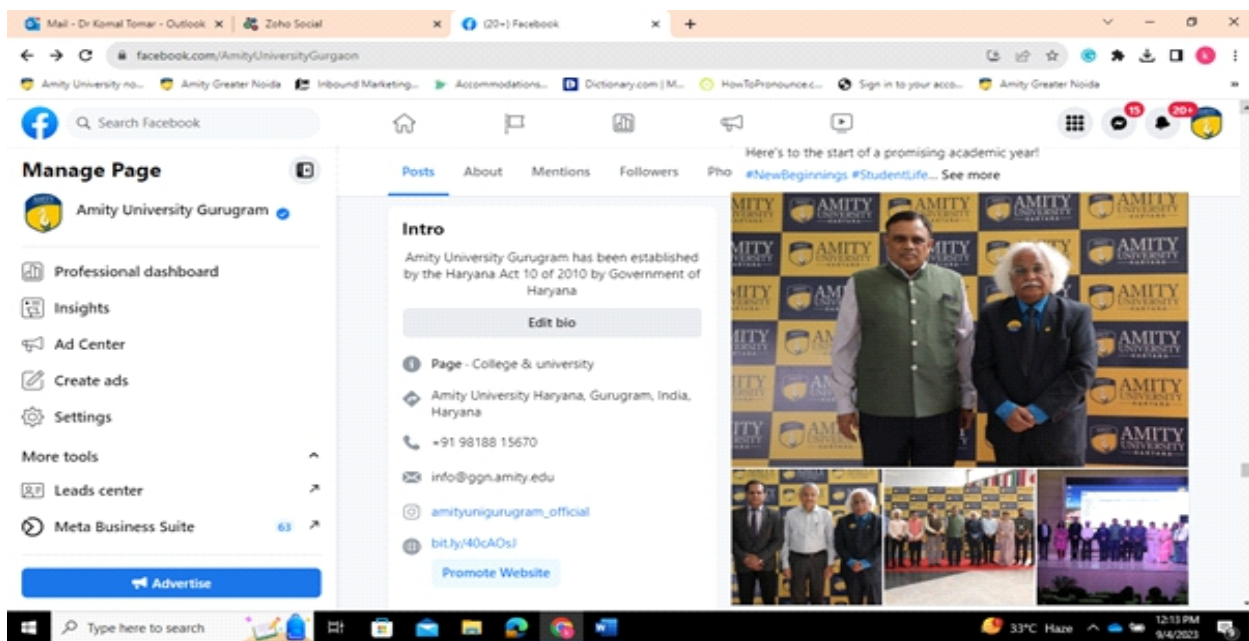 Mail - Dr Komal Tomar - Outlook
Zoho Social
(20+) Facebook
facebook.com/AmityUniversityGurgaon
Amity University no...
Amity Greater Noida
Inbound Marketing...
Accommodations...
Dictionary.com | M...
HowToPronounce.c...
Sign in to your acco...
Amity Greater Noida
Search Facebook
15
20+
Manage Page
Amity University Gurugram
Professional dashboard
Insights
Ad Center
Create ads
Settings
More tools
Leads center
Meta Business Suite
63
Advertise
Posts
About
Mentions
Followers
Pho
Intro
Amity University Gurugram has been established
by the Haryana Act 10 of 2010 by Government of
Haryana
Edit bio
Page - College & university
Amity University Haryana, Gurugram, India,
Haryana
+91 98188 15670
info@ggn.amity.edu
amityunigurugram_official
bit.ly/40cAOsJ
Promote Website
Here's to the start of a promising academic year!
#NewBeginnings #StudentLife... See more
AMITY
UNIVERSITY
HARYANA
Type here to search
33°C Haze
12:13 PM
9/4/2023